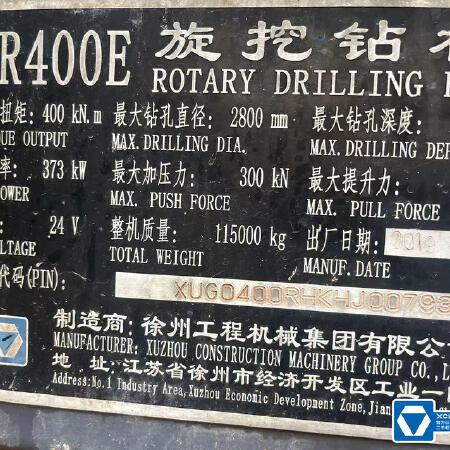 R400E 旋挖钻
ROTARY DRILLING
扭矩: 400 kN.m 最大钻孔直径: 2800 mm 最大钻孔深度:
UE OUTPUT MAX. DRILLING DIA. MAX. DRILLING DEP
率: 373 kW 最大加压力: 300 kN 最大提升力:
OWER MAX. PUSH FORCE MAX. PULL FORCE
: 24 V 整机质量: 115000 kg 出厂日期:
OLTAGE TOTAL WEIGHT MANUF. DATE
代码(PIN):
制造商: 徐州工程机械集团有限公
MANUFACTURER. XUZHOU CONSTRUCTION MACHINERY GROUP CO., L
地 址: 江苏省徐州市经济开发区工业一
Address:No.1 Industry Area,Xuzhou Economic Development Zone,Jian